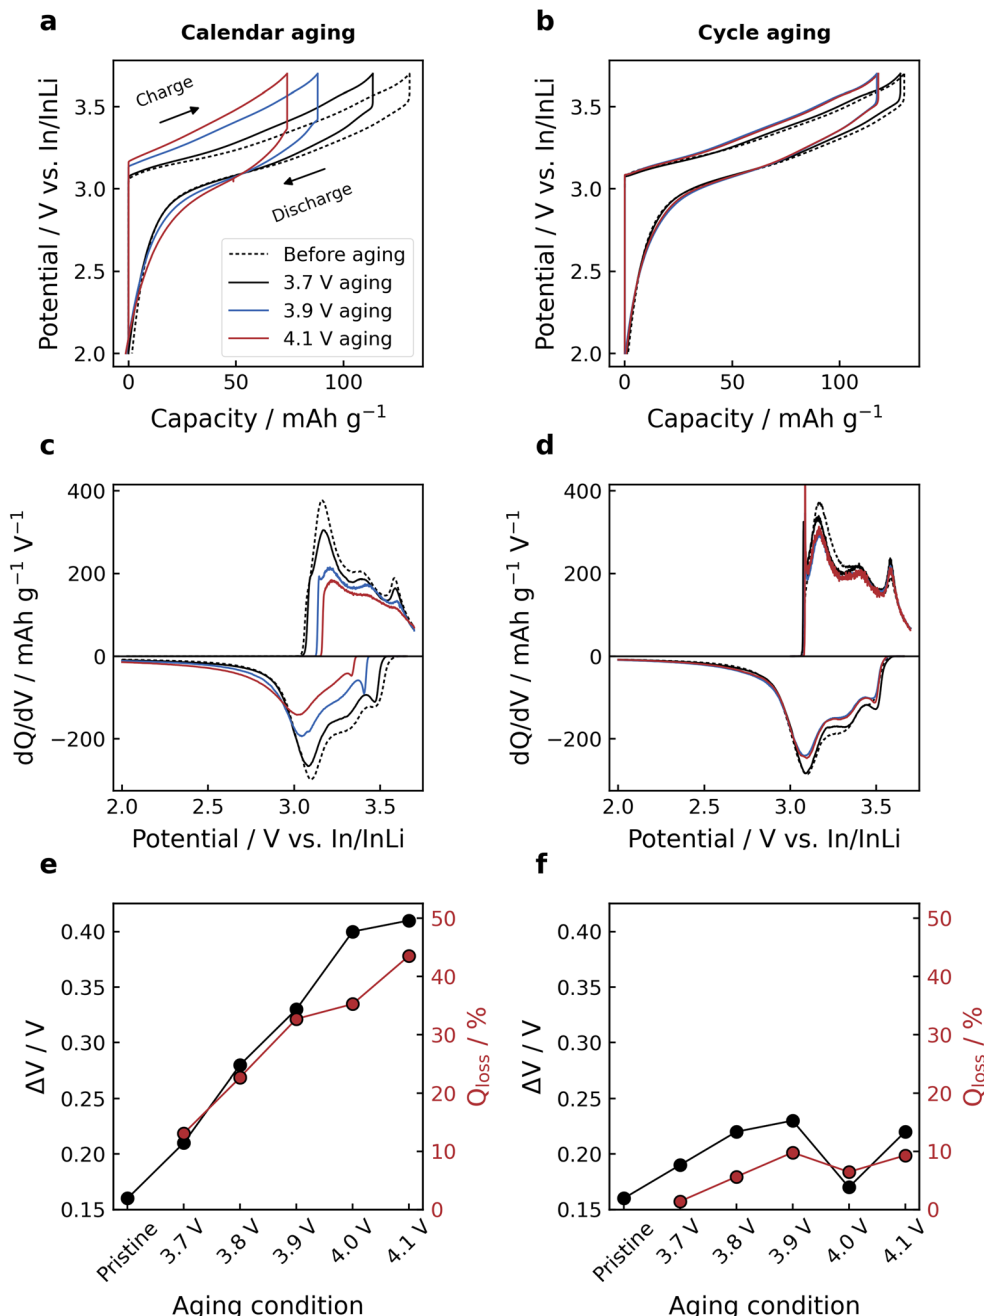 a
Calendar aging
Potential / V vs. In/InLi
3.5
3.0
2.5
2.0
Charge
Discharge
Before aging
3.7 V aging
3.9 V aging
4.1 V aging
0
50
100
Capacity / mAh g⁻¹
b
Cycle aging
Potential / V vs. In/InLi
3.5
3.0
2.5
2.0
0
50
100
Capacity / mAh g⁻¹
c
dQ/dV / mAh g⁻¹ V⁻¹
400
200
0
−200
2.0
2.5
3.0
3.5
Potential / V vs. In/InLi
d
dQ/dV / mAh g⁻¹ V⁻¹
400
200
0
−200
2.0
2.5
3.0
3.5
Potential / V vs. In/InLi
e
ΔV / V
0.40
0.35
0.30
0.25
0.20
0.15
50
40
30
20
10
0
Q_loss / %
Pristine
3.7 V
3.8 V
3.9 V
4.0 V
4.1 V
Aging condition
f
ΔV / V
0.40
0.35
0.30
0.25
0.20
0.15
50
40
30
20
10
0
Q_loss / %
Pristine
3.7 V
3.8 V
3.9 V
4.0 V
4.1 V
Aging condition